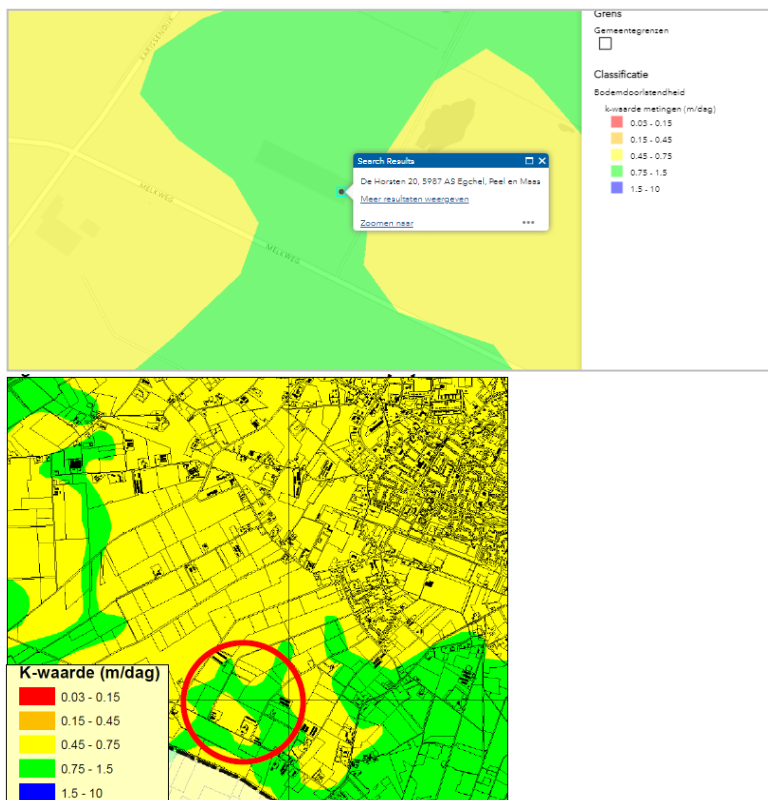 Grens
Gemeentegrenzen
Classificatie
Bodemdoorlatendheid
k-waarde metingen (m/dag)
0.03 - 0.15
0.15 - 0.45
0.45 - 0.75
0.75 - 1.5
1.5 - 10
KARISSENDIJK
MELKWEG
MELKWEG
Search Results
De Horsten 20, 5987 AS Egchel, Peel en Maas
Meer resultaten weergeven
Zoomen naar
K-waarde (m/dag)
0.03 - 0.15
0.15 - 0.45
0.45 - 0.75
0.75 - 1.5
1.5 - 10